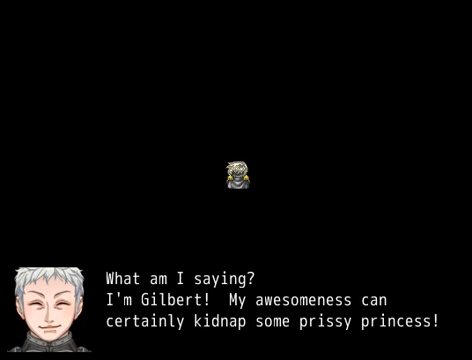 What am I saying?
I'm Gilbert!  My awesomeness can
certainly kidnap some prissy princess!